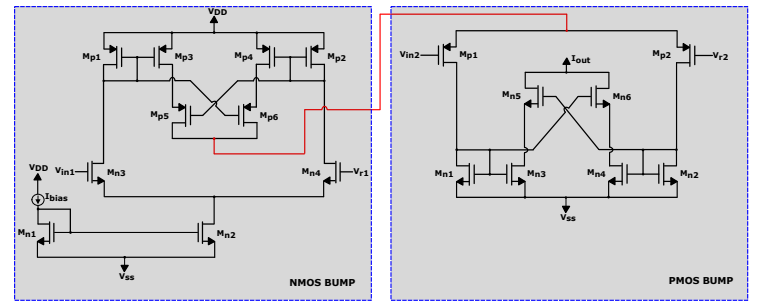 VDD
Mp1 Mp3 Mp4 Mp2
Mp5 Mp6
Vin1 Mn3 Mn4 Vr1
VDD
Ibias
Mn1 Mn2
Vss
NMOS BUMP
Vin2 Mp1 Mp2 Vr2
Iout
Mn5 Mn6
Mn1 Mn3 Mn4 Mn2
Vss
PMOS BUMP